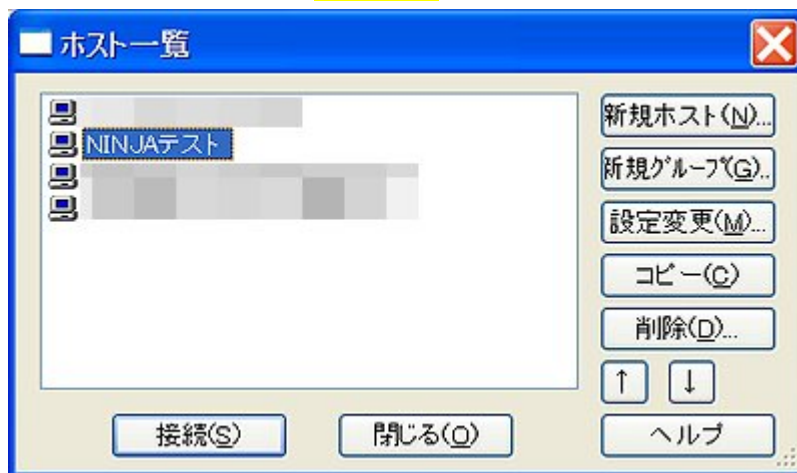 ホスト一覧
NINJAテスト
新規ホスト(N)...
新規グループ(G)..
設定変更(M)...
コピー(C)
削除(D)...
↑ ↓
接続(S)
閉じる(O)
ヘルプ